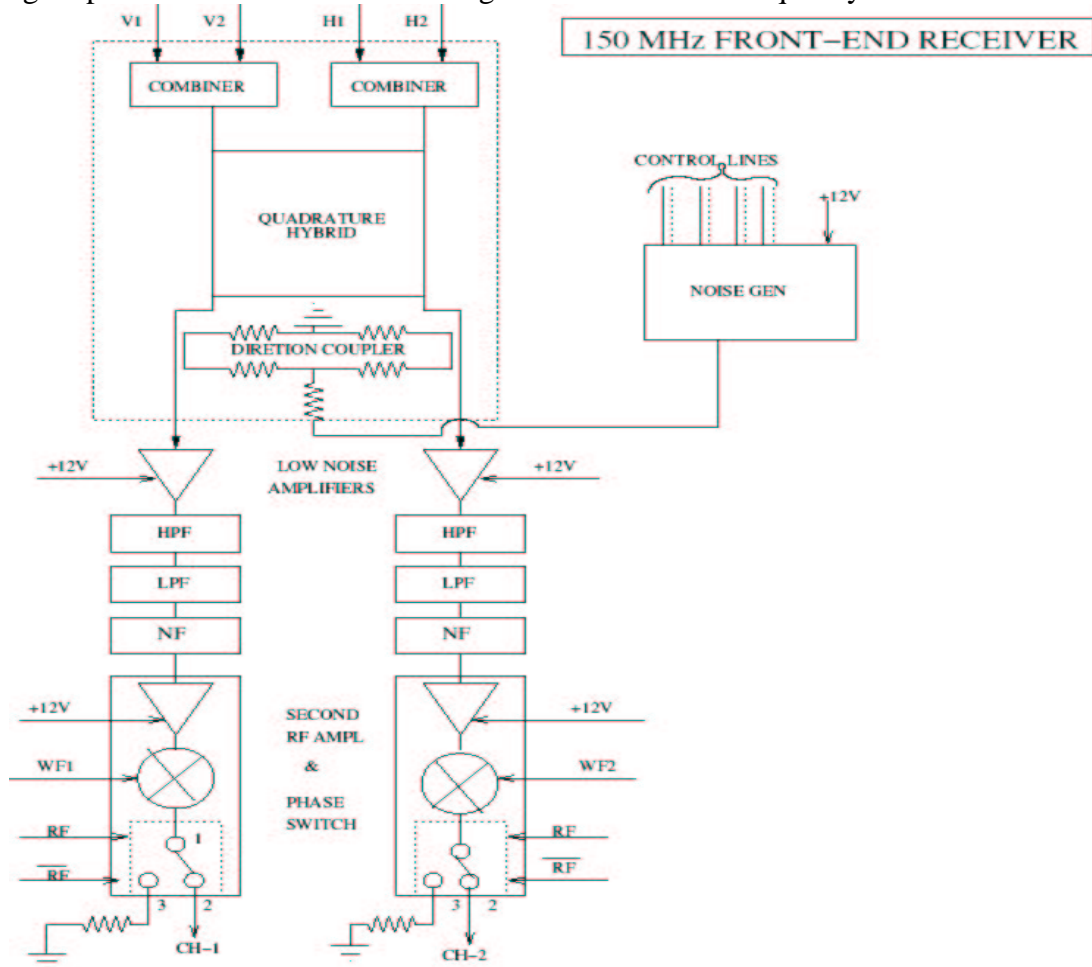 V1 V2 H1 H2
150 MHz FRONT-END RECEIVER
COMBINER COMBINER
CONTROL LINES
+12V
QUADRATURE
HYBRID
NOISE GEN
DIRETION COUPLER
+12V LOW NOISE +12V
AMPLIFIERS
HPF HPF
LPF LPF
NF NF
+12V SECOND +12V
RF AMPL
WF1 & WF2
PHASE
SWITCH
RF 1 RF
RF RF
3 2 3 2
CH-1 CH-2